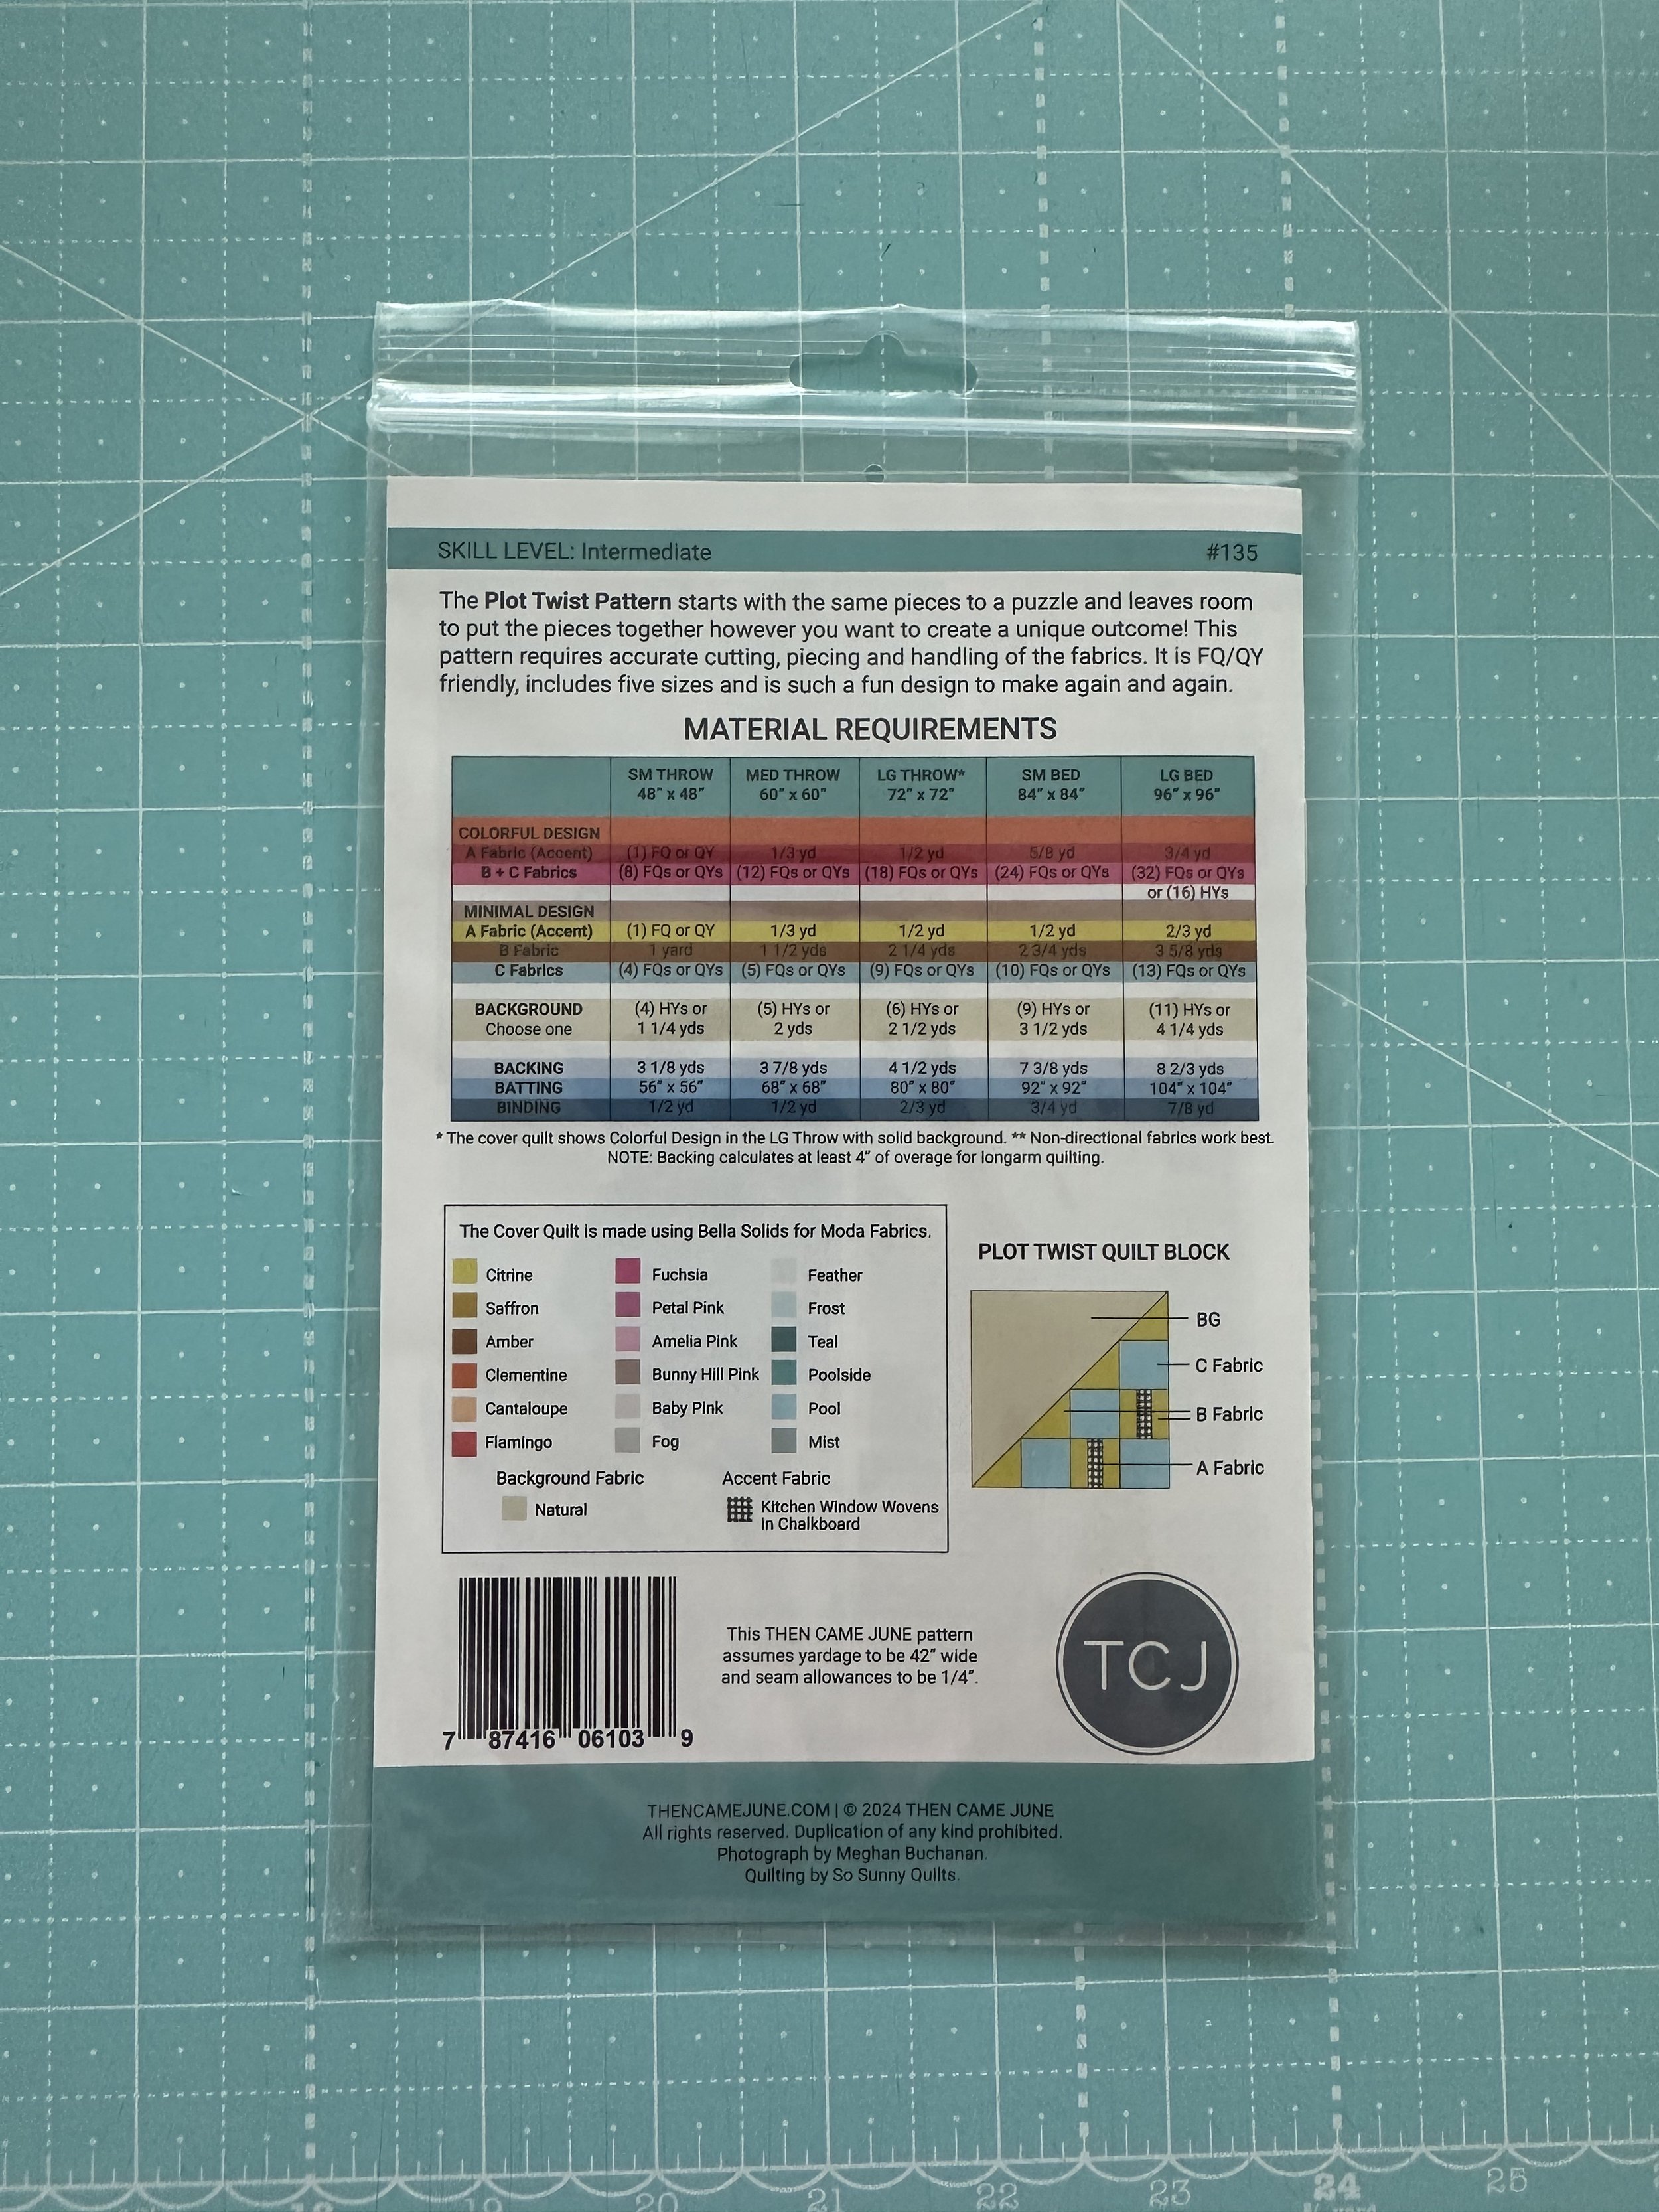 SKILL LEVEL: Intermediate #135
The Plot Twist Pattern starts with the same pieces to a puzzle and leaves room
to put the pieces together however you want to create a unique outcome! This
pattern requires accurate cutting, piecing and handling of the fabrics. It is FQ/QY
friendly, includes five sizes and is such a fun design to make again and again.
MATERIAL REQUIREMENTS
SM THROW MED THROW LG THROW* SM BED LG BED
48" x 48" 60" x 60" 72" x 72" 84" x 84" 96" x 96"
COLORFUL DESIGN
A Fabric (Accent) (1) FQ or QY 1/3 yd 1/2 yd 5/8 yd 3/4 yd
B + C Fabrics (8) FQs or QYs (12) FQs or QYs (18) FQs or QYs (24) FQs or QYs (32) FQs or QYs
or (16) HYs
MINIMAL DESIGN
A Fabric (Accent) (1) FQ or QY 1/3 yd 1/2 yd 1/2 yd 2/3 yd
B Fabric 1 yard 1 1/2 yds 2 1/4 yds 2 3/4 yds 3 5/8 yds
C Fabrics (4) FQs or QYs (5) FQs or QYs (9) FQs or QYs (10) FQs or QYs (13) FQs or QYs
BACKGROUND (4) HYs or (5) HYs or (6) HYs or (9) HYs or (11) HYs or
Choose one 1 1/4 yds 2 yds 2 1/2 yds 3 1/2 yds 4 1/4 yds
BACKING 3 1/8 yds 3 7/8 yds 4 1/2 yds 7 3/8 yds 8 2/3 yds
BATTING 56" x 56" 68" x 68" 80" x 80" 92" x 92" 104" x 104"
BINDING 1/2 yd 1/2 yd 2/3 yd 3/4 yd 7/8 yd
* The cover quilt shows Colorful Design in the LG Throw with solid background. ** Non-directional fabrics work best.
NOTE: Backing calculates at least 4" of overage for longarm quilting.
The Cover Quilt is made using Bella Solids for Moda Fabrics.
Citrine Fuchsia Feather
Saffron Petal Pink Frost
Amber Amelia Pink Teal
Clementine Bunny Hill Pink Poolside
Cantaloupe Baby Pink Pool
Flamingo Fog Mist
Background Fabric Accent Fabric
Natural Kitchen Window Wovens
in Chalkboard
PLOT TWIST QUILT BLOCK
BG
C Fabric
B Fabric
A Fabric
7 87416 06103 9
This THEN CAME JUNE pattern
assumes yardage to be 42" wide
and seam allowances to be 1/4".
TCJ
THENCAMEJUNE.COM | © 2024 THEN CAME JUNE
All rights reserved. Duplication of any kind prohibited.
Photograph by Meghan Buchanan.
Quilting by So Sunny Quilts.
18 19 20 21 22 23 24 25